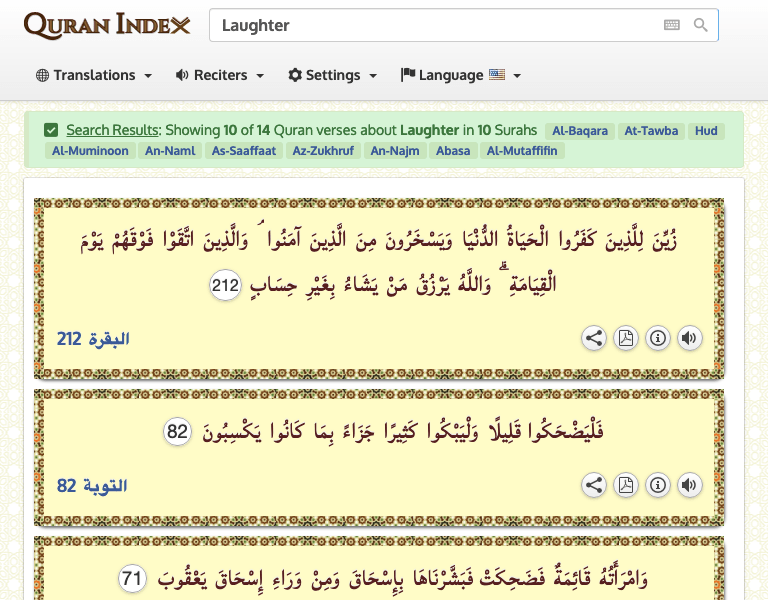 QURAN INDEX
Laughter
Translations Reciters Settings Language
Search Results: Showing 10 of 14 Quran verses about Laughter in 10 Surahs Al-Baqara At-Tawba Hud
Al-Muminoon An-Naml As-Saaffaat Az-Zukhruf An-Najm Abasa Al-Mutaffifin
زُيِّنَ لِلَّذِينَ كَفَرُوا الْحَيَاةُ الدُّنْيَا وَيَسْخَرُونَ مِنَ الَّذِينَ آمَنُوا ۘ وَالَّذِينَ اتَّقَوْا فَوْقَهُمْ يَوْمَ
الْقِيَامَةِ ۗ وَاللَّهُ يَرْزُقُ مَنْ يَشَاءُ بِغَيْرِ حِسَابٍ 212
البقرة 212
فَلْيَضْحَكُوا قَلِيلًا وَلْيَبْكُوا كَثِيرًا جَزَاءً بِمَا كَانُوا يَكْسِبُونَ 82
التوبة 82
وَامْرَأَتُهُ قَائِمَةٌ فَضَحِكَتْ فَبَشَّرْنَاهَا بِإِسْحَاقَ وَمِنْ وَرَاءِ إِسْحَاقَ يَعْقُوبَ 71